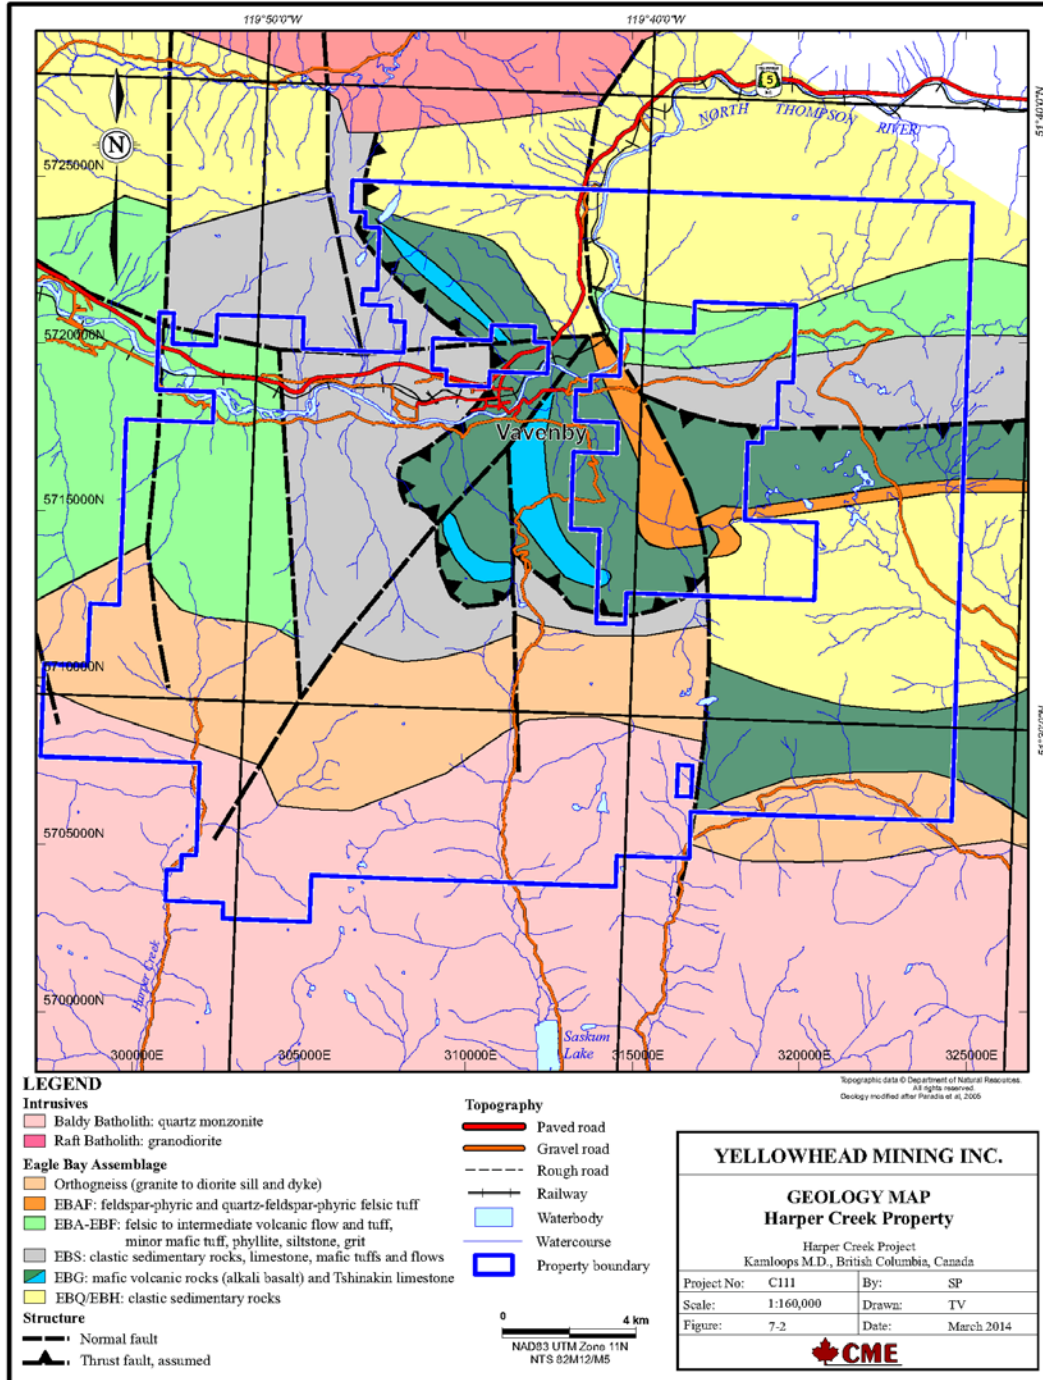 119°50'0"W
119°40'0"W
51°40'0"N
5
NORTH THOMPSON RIVER
N
5725000N
5720000N
Vavenby
5715000N
5710000N
5705000N
Harper Creek
5700000N
Saskum
Lake
300000E
305000E
310000E
315000E
320000E
325000E
Topographic data © Department of Natural Resources.
All rights reserved.
Geology modified after Paradis et al, 2005
LEGEND
Intrusives
Baldy Batholith: quartz monzonite
Raft Batholith: granodiorite
Eagle Bay Assemblage
Orthogneiss (granite to diorite sill and dyke)
EBAF: feldspar-phyric and quartz-feldspar-phyric felsic tuff
EBA-EBF: felsic to intermediate volcanic flow and tuff,
minor mafic tuff, phyllite, siltstone, grit
EBS: clastic sedimentary rocks, limestone, mafic tuffs and flows
EBG: mafic volcanic rocks (alkali basalt) and Tshinakin limestone
EBQ/EBH: clastic sedimentary rocks
Structure
Normal fault
Thrust fault, assumed
Topography
Paved road
Gravel road
Rough road
Railway
Waterbody
Watercourse
Property boundary
0 4 km
NAD83 UTM Zone 11N
NTS 82M12/M5
YELLOWHEAD MINING INC.
GEOLOGY MAP
Harper Creek Property
Harper Creek Project
Kamloops M.D., British Columbia, Canada
Project No: C111 By: SP
Scale: 1:160,000 Drawn: TV
Figure: 7-2 Date: March 2014
CME